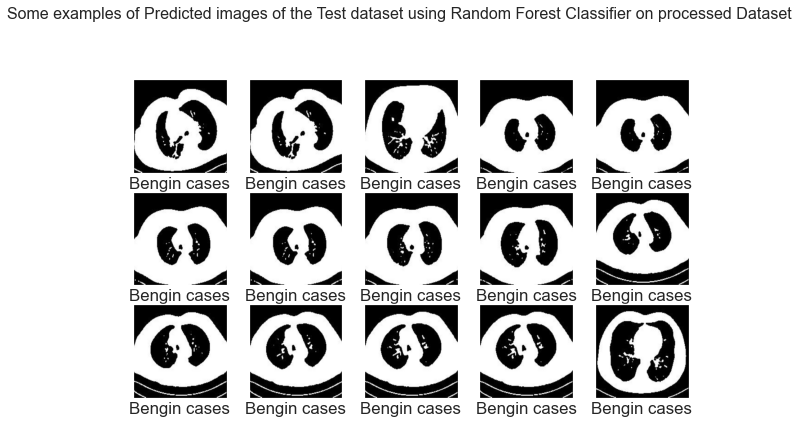 Some examples of Predicted images of the Test dataset using Random Forest Classifier on processed Dataset
Bengin cases Bengin cases Bengin cases Bengin cases Bengin cases
Bengin cases Bengin cases Bengin cases Bengin cases Bengin cases
Bengin cases Bengin cases Bengin cases Bengin cases Bengin cases